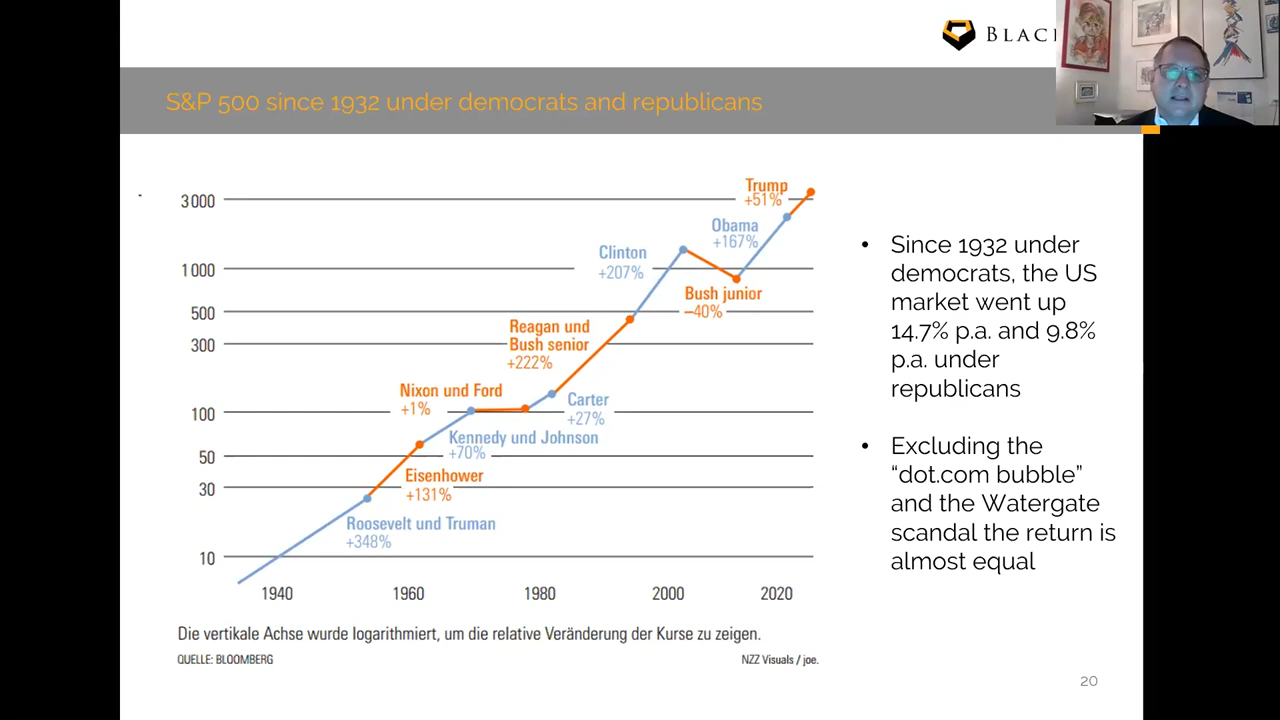 BLAC
S&P 500 since 1932 under democrats and republicans
Trump
+51%
3 000
Obama
+167%
Clinton
+207%
1 000
Bush junior
–40%
500
Reagan und
Bush senior
+222%
300
Nixon und Ford
+1%
100
Carter
+27%
Kennedy und Johnson
+70%
50
Eisenhower
+131%
30
Roosevelt und Truman
+348%
10
1940 1960 1980 2000 2020
Die vertikale Achse wurde logarithmiert, um die relative Veränderung der Kurse zu zeigen.
QUELLE: BLOOMBERG
NZZ Visuals / joe.
• Since 1932 under
democrats, the US
market went up
14.7% p.a. and 9.8%
p.a. under
republicans
• Excluding the
“dot.com bubble”
and the Watergate
scandal the return is
almost equal
20